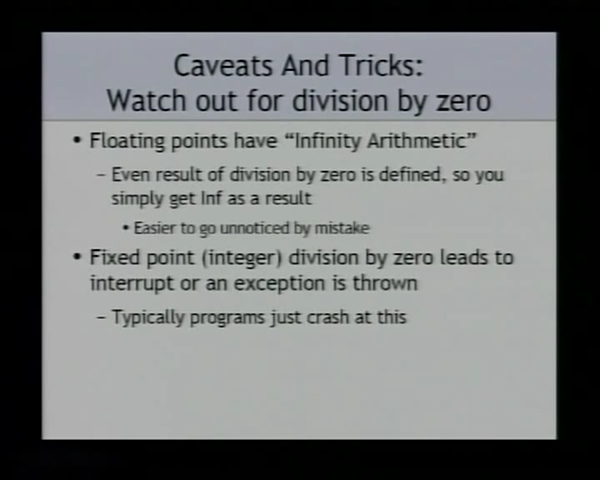 Caveats And Tricks:
Watch out for division by zero
• Floating points have “Infinity Arithmetic”
– Even result of division by zero is defined, so you
simply get Inf as a result
• Easier to go unnoticed by mistake
• Fixed point (integer) division by zero leads to
interrupt or an exception is thrown
– Typically programs just crash at this